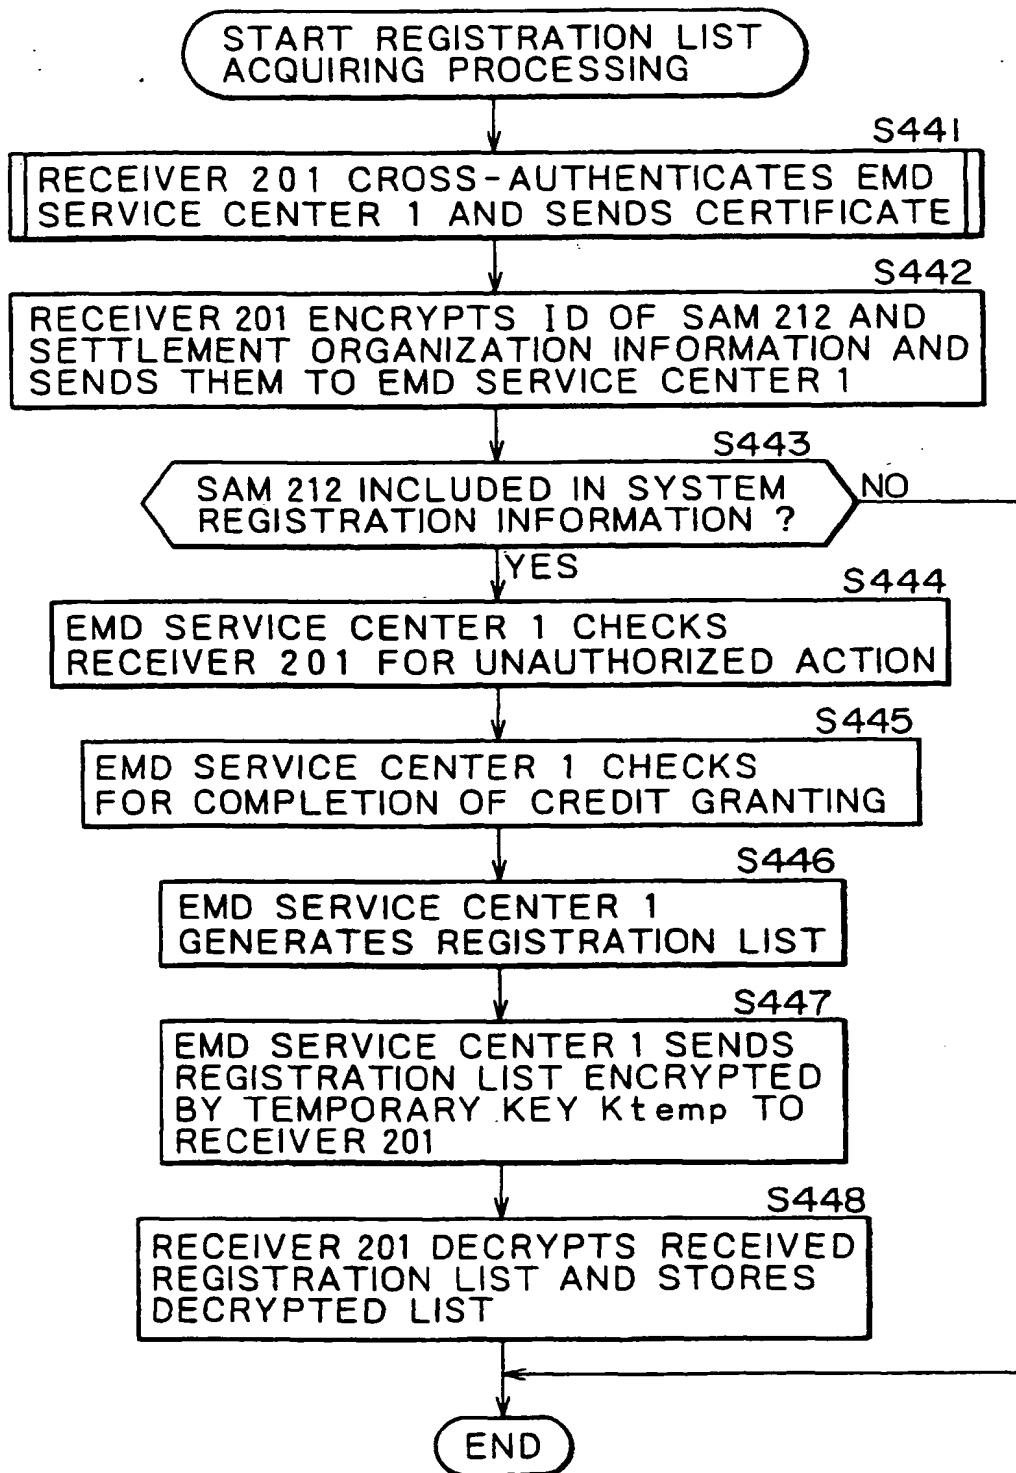 START REGISTRATION LIST
ACQUIRING PROCESSING
S441
RECEIVER 201 CROSS-AUTHENTICATES EMD
SERVICE CENTER 1 AND SENDS CERTIFICATE
S442
RECEIVER 201 ENCRYPTS ID OF SAM 212 AND
SETTLEMENT ORGANIZATION INFORMATION AND
SENDS THEM TO EMD SERVICE CENTER 1
S443
SAM 212 INCLUDED IN SYSTEM
REGISTRATION INFORMATION ?
NO
YES
S444
EMD SERVICE CENTER 1 CHECKS
RECEIVER 201 FOR UNAUTHORIZED ACTION
S445
EMD SERVICE CENTER 1 CHECKS
FOR COMPLETION OF CREDIT GRANTING
S446
EMD SERVICE CENTER 1
GENERATES REGISTRATION LIST
S447
EMD SERVICE CENTER 1 SENDS
REGISTRATION LIST ENCRYPTED
BY TEMPORARY KEY Ktemp TO
RECEIVER 201
S448
RECEIVER 201 DECRYPTS RECEIVED
REGISTRATION LIST AND STORES
DECRYPTED LIST
END